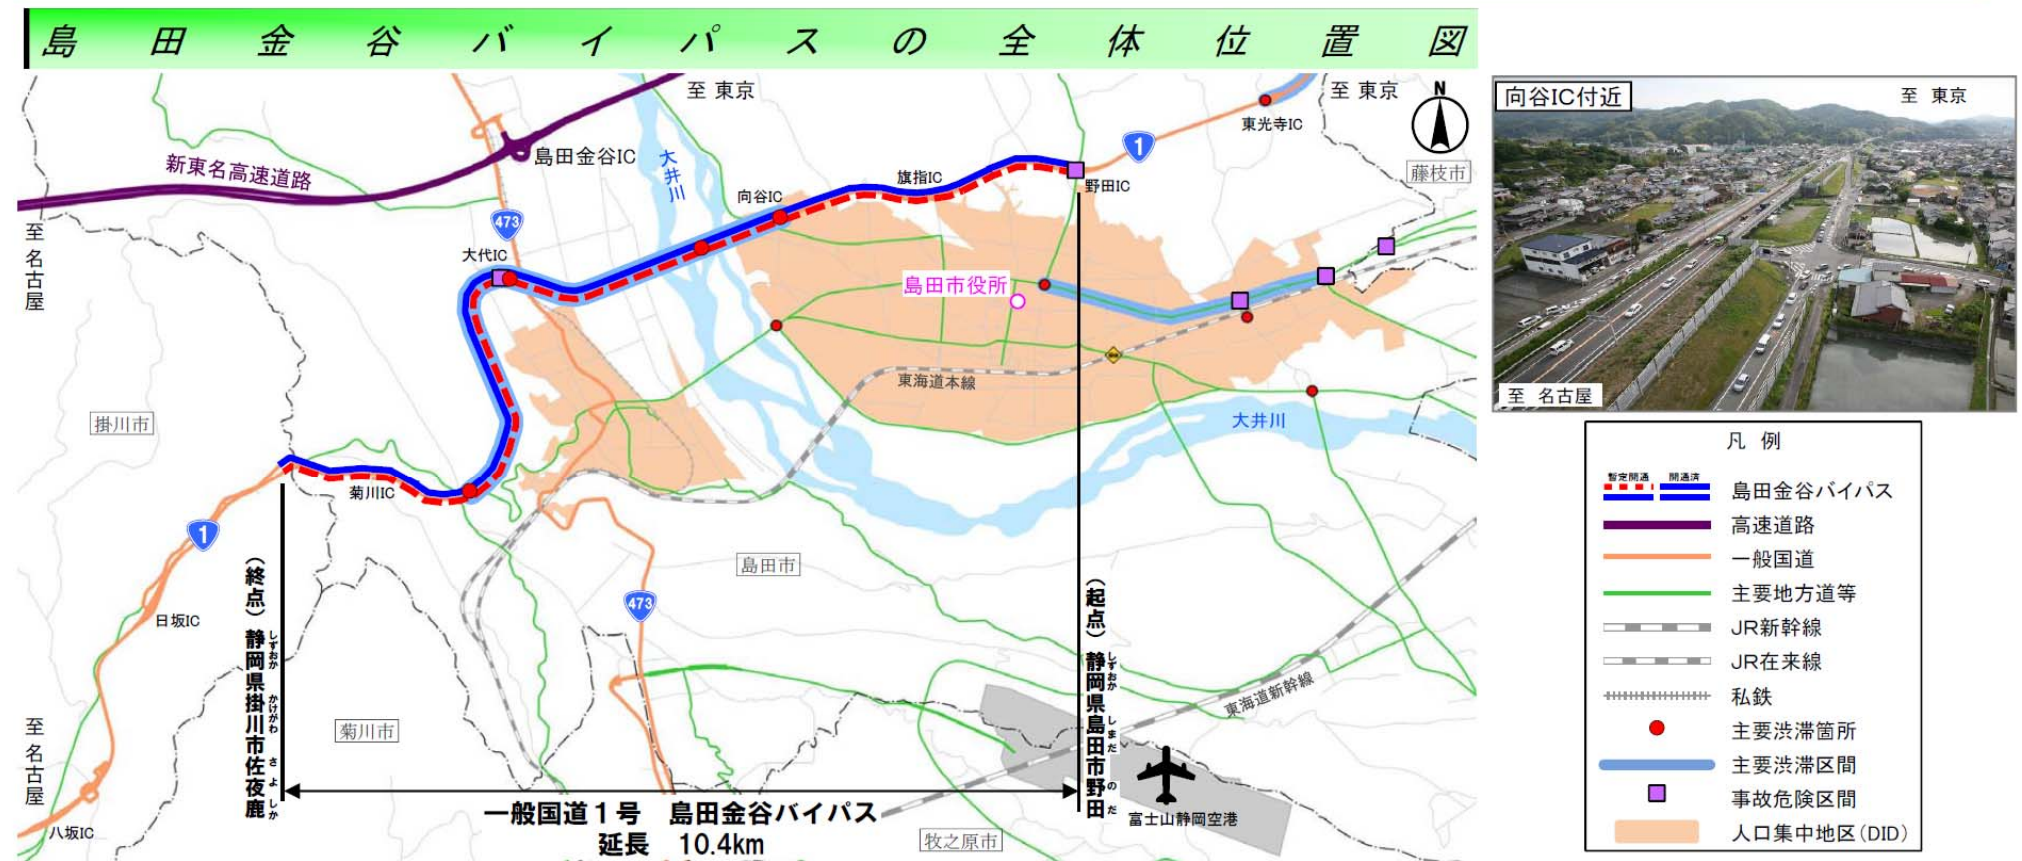 島田金谷バイパスの全体位置図
至 東京
至 東京
N
東光寺IC
1
藤枝市
島田金谷IC
新東名高速道路
大井川
旗指IC
向谷IC
野田IC
至 名古屋
473
大代IC
島田市役所
東海道本線
大井川
掛川市
菊川IC
1
島田市
473
日坂IC
菊川市
至 名古屋
八坂IC
東海道新幹線
富士山静岡空港
牧之原市
(終点)静岡県掛川市佐夜鹿
しずおか かけがわ さよしか
(起点)静岡県島田市野田
しずおか しまだ のだ
一般国道1号 島田金谷バイパス
延長 10.4km
向谷IC付近
至 東京
至 名古屋
凡 例
暫定開通 開通済
島田金谷バイパス
高速道路
一般国道
主要地方道等
JR新幹線
JR在来線
私鉄
主要渋滞箇所
主要渋滞区間
事故危険区間
人口集中地区(DID)